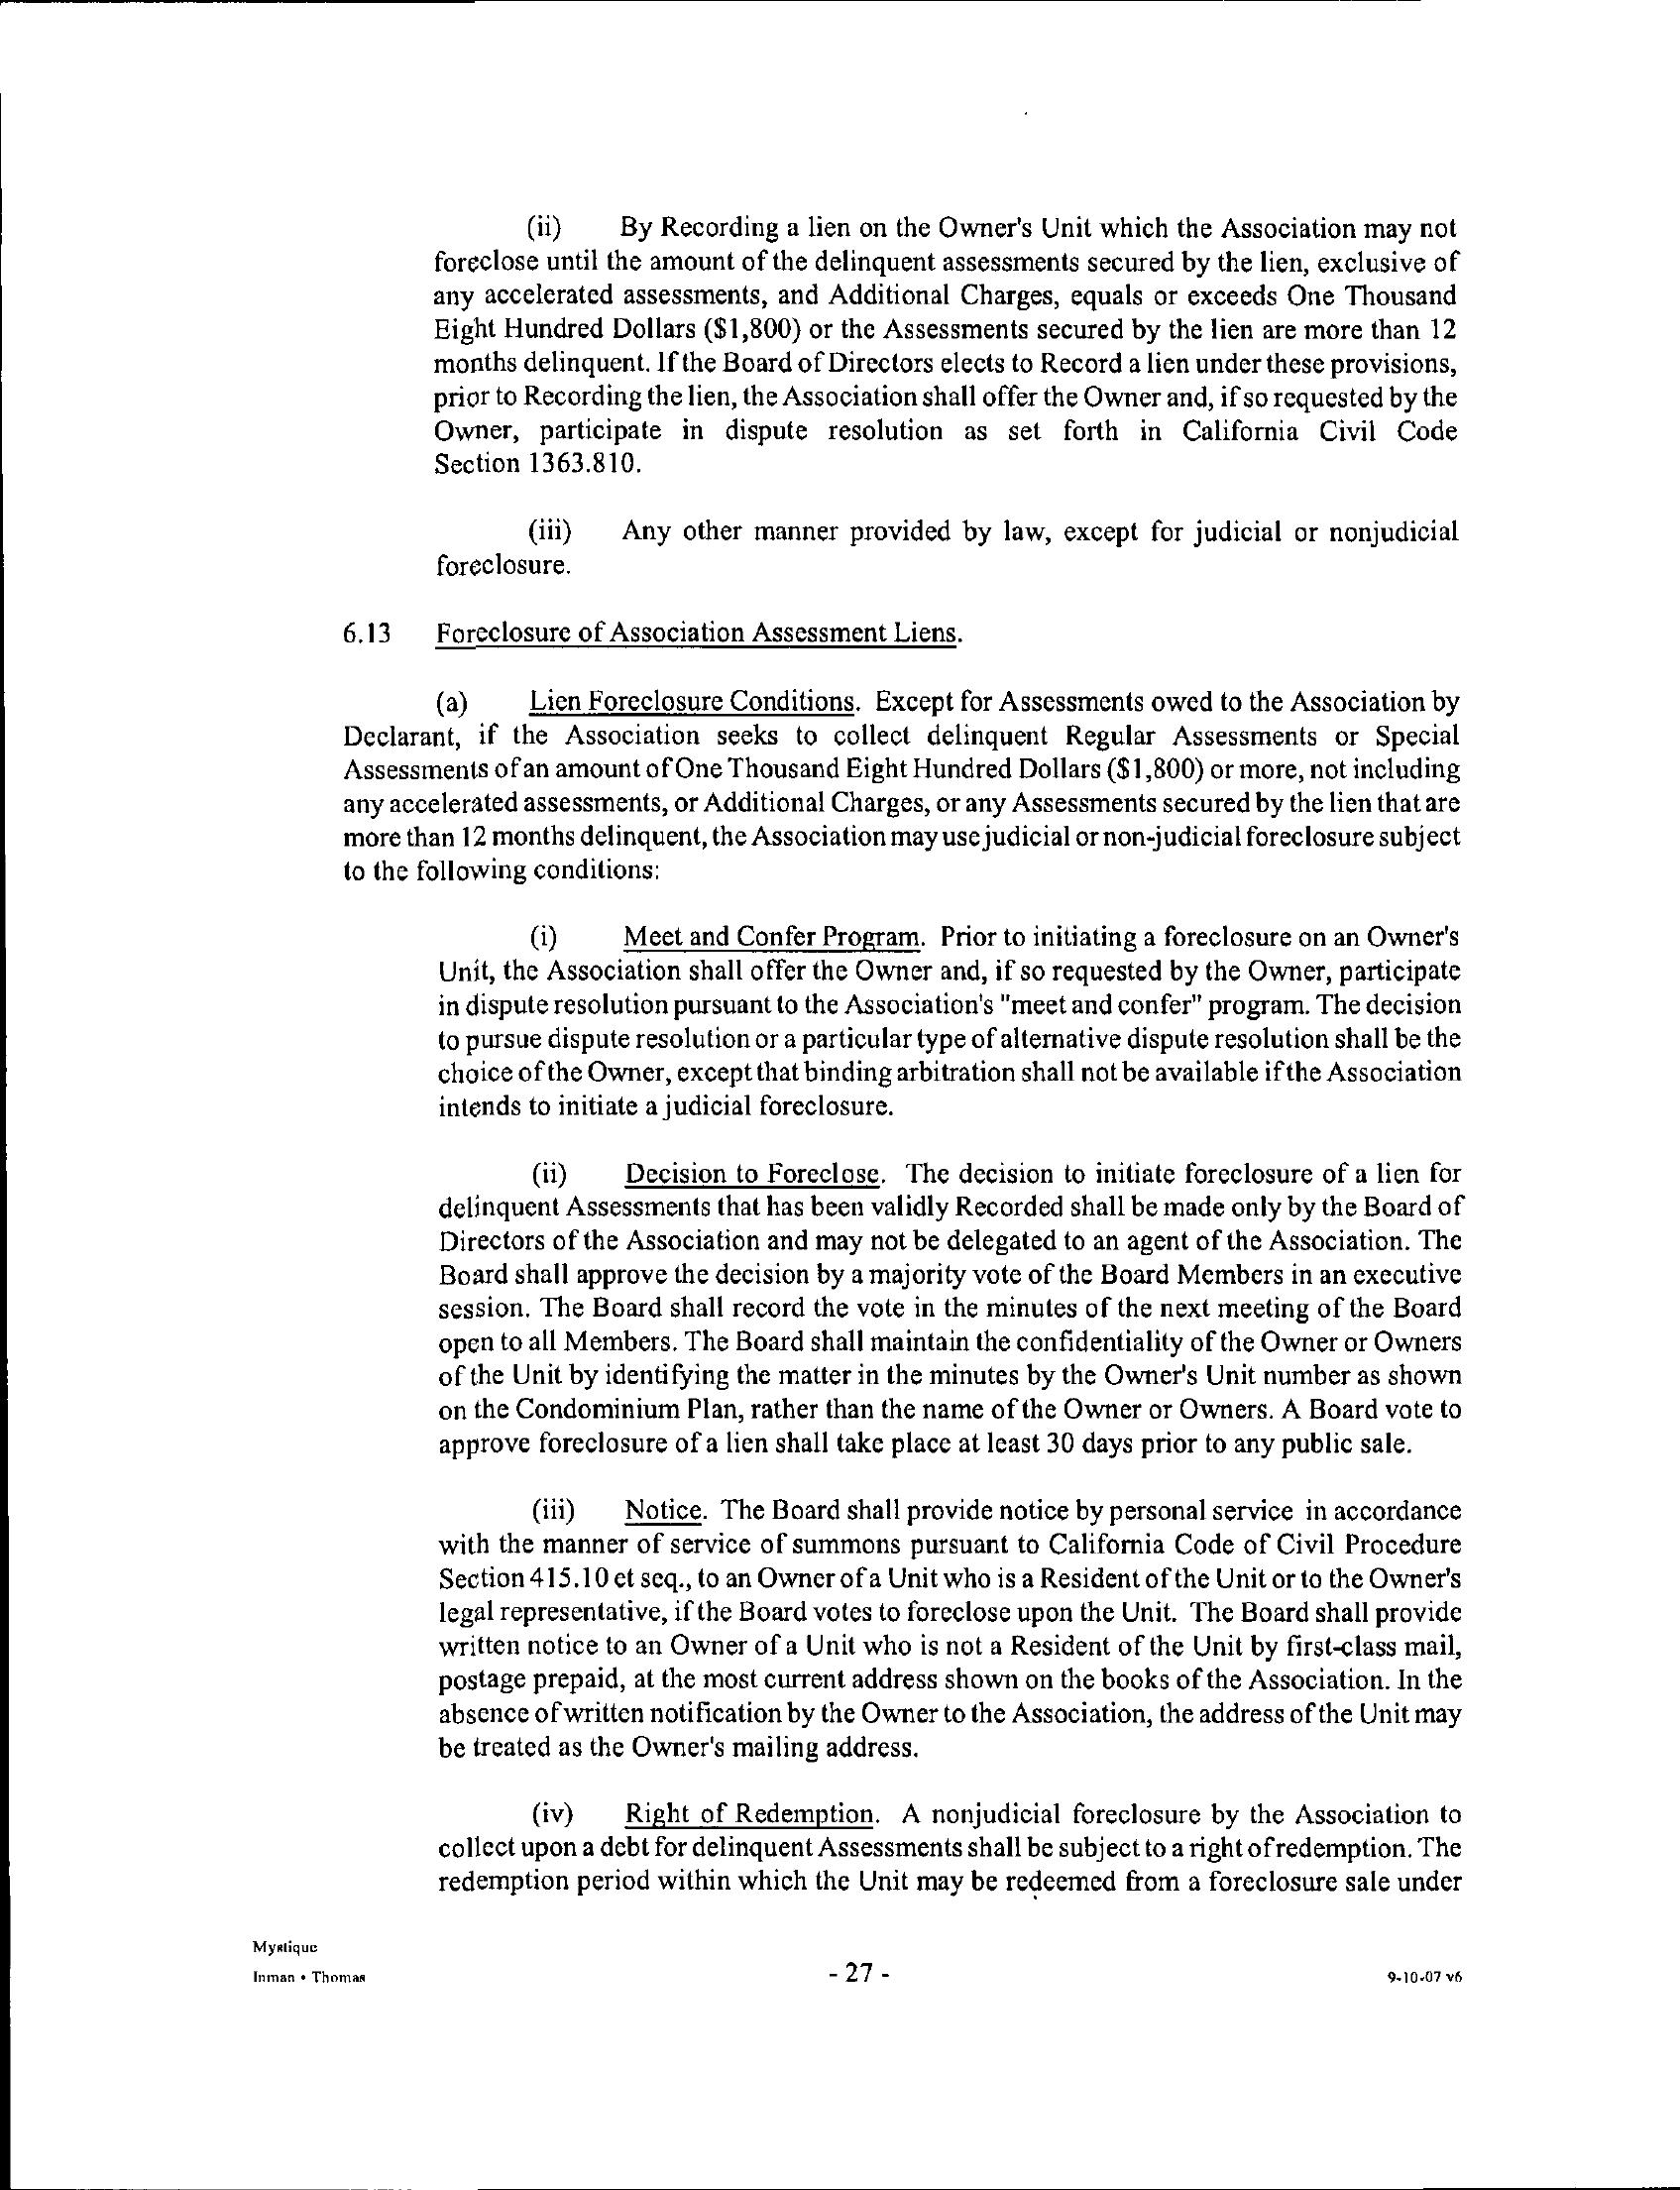 (ii) By Recording a lien on the Owner's Unit which the Association may not
foreclose until the amount of the delinquent assessments secured by the lien, exclusive of
any accelerated assessments, and Additional Charges, equals or exceeds One Thousand
Eight Hundred Dollars ($1,800) or the Assessments secured by the lien are more than 12
months delinquent. If the Board of Directors elects to Record a lien under these provisions,
prior to Recording the lien, the Association shall offer the Owner and, if so requested by the
Owner, participate in dispute resolution as set forth in California Civil Code
Section 1363.810.
(iii) Any other manner provided by law, except for judicial or nonjudicial
foreclosure.
6.13 Foreclosure of Association Assessment Liens.
(a) Lien Foreclosure Conditions. Except for Assessments owed to the Association by
Declarant, if the Association seeks to collect delinquent Regular Assessments or Special
Assessments of an amount of One Thousand Eight Hundred Dollars ($1,800) or more, not including
any accelerated assessments, or Additional Charges, or any Assessments secured by the lien that are
more than 12 months delinquent, the Association may use judicial or non-judicial foreclosure subject
to the following conditions:
(i) Meet and Confer Program. Prior to initiating a foreclosure on an Owner's
Unit, the Association shall offer the Owner and, if so requested by the Owner, participate
in dispute resolution pursuant to the Association's "meet and confer" program. The decision
to pursue dispute resolution or a particular type of alternative dispute resolution shall be the
choice of the Owner, except that binding arbitration shall not be available if the Association
intends to initiate a judicial foreclosure.
(ii) Decision to Foreclose. The decision to initiate foreclosure of a lien for
delinquent Assessments that has been validly Recorded shall be made only by the Board of
Directors of the Association and may not be delegated to an agent of the Association. The
Board shall approve the decision by a majority vote of the Board Members in an executive
session. The Board shall record the vote in the minutes of the next meeting of the Board
open to all Members. The Board shall maintain the confidentiality of the Owner or Owners
of the Unit by identifying the matter in the minutes by the Owner's Unit number as shown
on the Condominium Plan, rather than the name of the Owner or Owners. A Board vote to
approve foreclosure of a lien shall take place at least 30 days prior to any public sale.
(iii) Notice. The Board shall provide notice by personal service in accordance
with the manner of service of summons pursuant to California Code of Civil Procedure
Section 415.10 et seq., to an Owner of a Unit who is a Resident of the Unit or to the Owner's
legal representative, if the Board votes to foreclose upon the Unit. The Board shall provide
written notice to an Owner of a Unit who is not a Resident of the Unit by first-class mail,
postage prepaid, at the most current address shown on the books of the Association. In the
absence of written notification by the Owner to the Association, the address of the Unit may
be treated as the Owner's mailing address.
(iv) Right of Redemption. A nonjudicial foreclosure by the Association to
collect upon a debt for delinquent Assessments shall be subject to a right of redemption. The
redemption period within which the Unit may be redeemed from a foreclosure sale under
Mystique
Inman • Thomas
- 27 -
9-10-07 v6